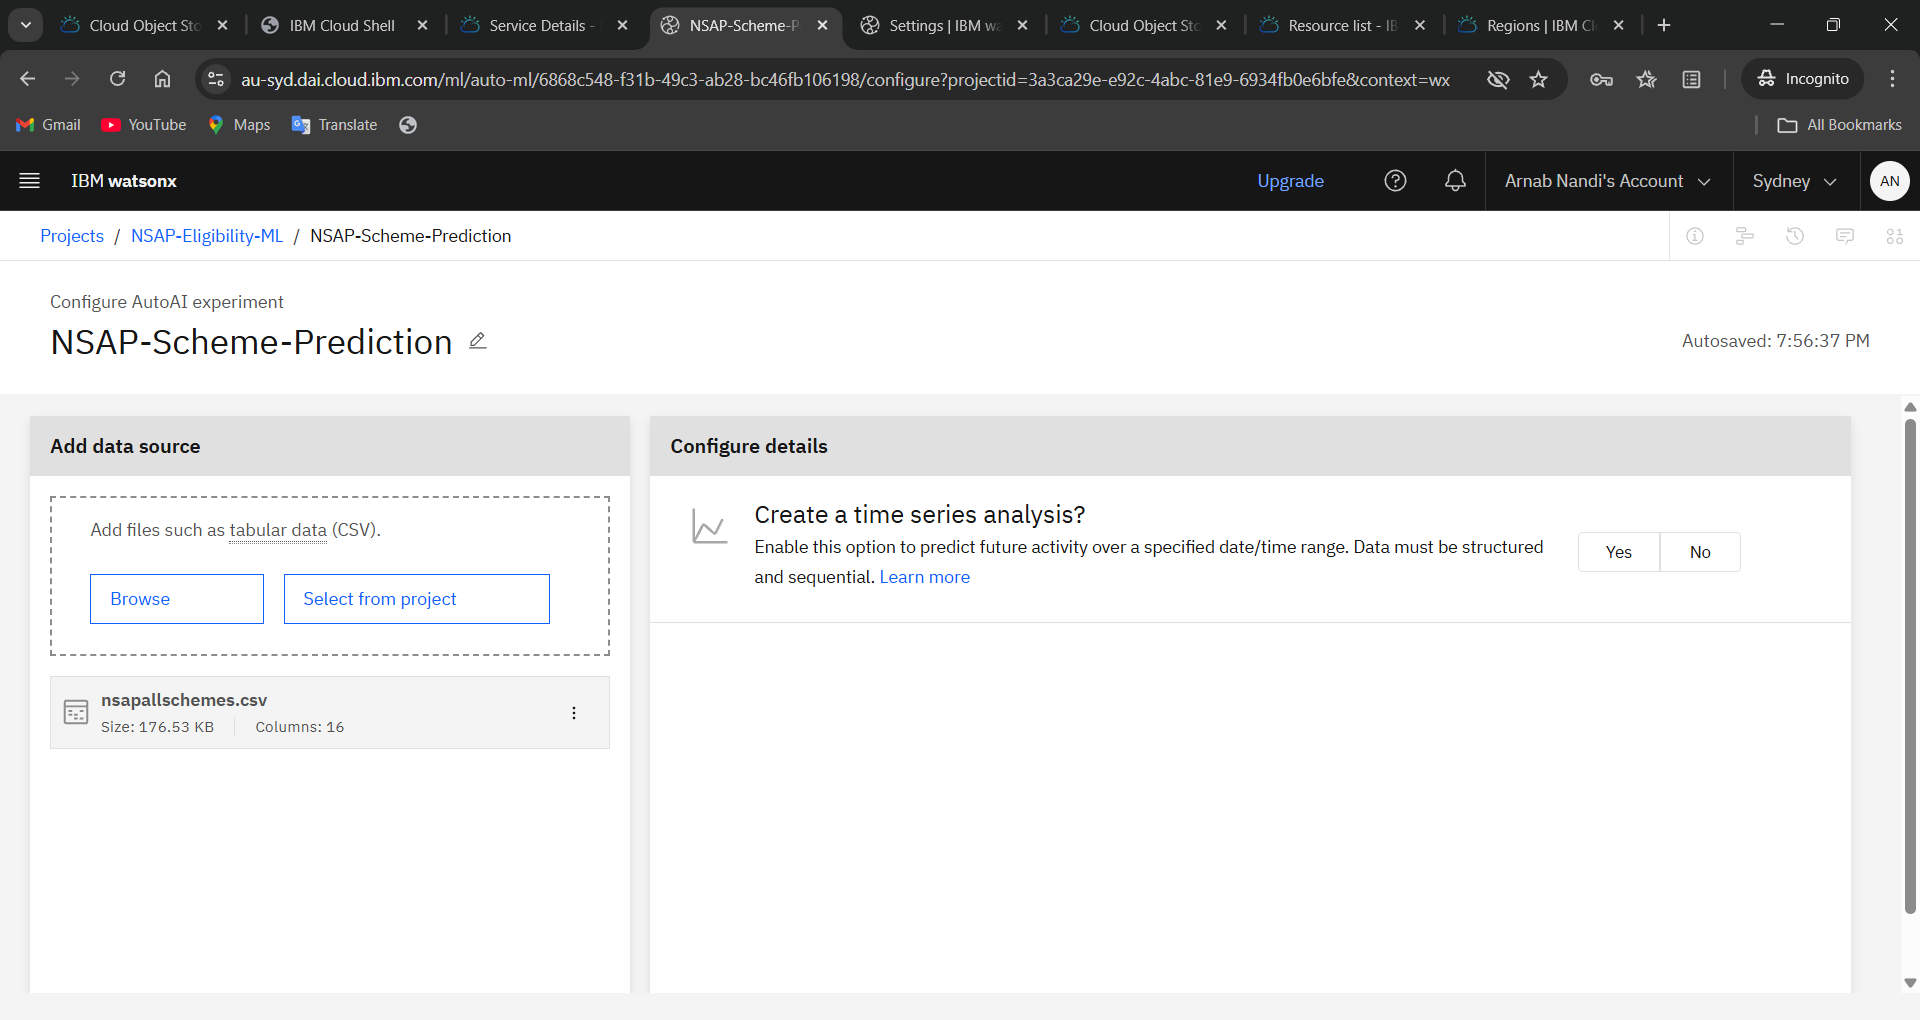 Cloud Object Sto
IBM Cloud Shell
Service Details -
NSAP-Scheme-P
Settings | IBM wa
Cloud Object Sto
Resource list - IB
Regions | IBM Cl
au-syd.dai.cloud.ibm.com/ml/auto-ml/6868c548-f31b-49c3-ab28-bc46fb106198/configure?projectid=3a3ca29e-e92c-4abc-81e9-6934fb0e6bfe&context=wx
Incognito
Gmail
YouTube
Maps
Translate
All Bookmarks
IBM watsonx
Upgrade
Arnab Nandi's Account
Sydney
AN
Projects / NSAP-Eligibility-ML / NSAP-Scheme-Prediction
Configure AutoAI experiment
NSAP-Scheme-Prediction
Autosaved: 7:56:37 PM
Add data source
Add files such as tabular data (CSV).
Browse
Select from project
nsapallschemes.csv
Size: 176.53 KB
Columns: 16
Configure details
Create a time series analysis?
Enable this option to predict future activity over a specified date/time range. Data must be structured
and sequential. Learn more
Yes
No